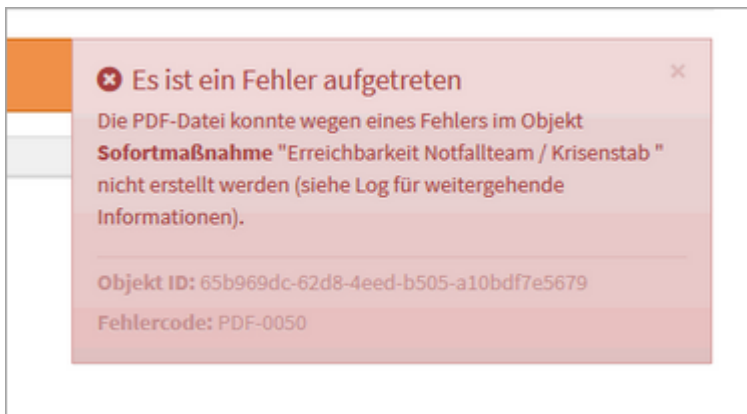 Es ist ein Fehler aufgetreten
Die PDF-Datei konnte wegen eines Fehlers im Objekt
Sofortmaßnahme "Erreichbarkeit Notfallteam / Krisenstab "
nicht erstellt werden (siehe Log für weitergehende
Informationen).
Objekt ID: 65b969dc-62d8-4eed-b505-a10bdf7e5679
Fehlercode: PDF-0050